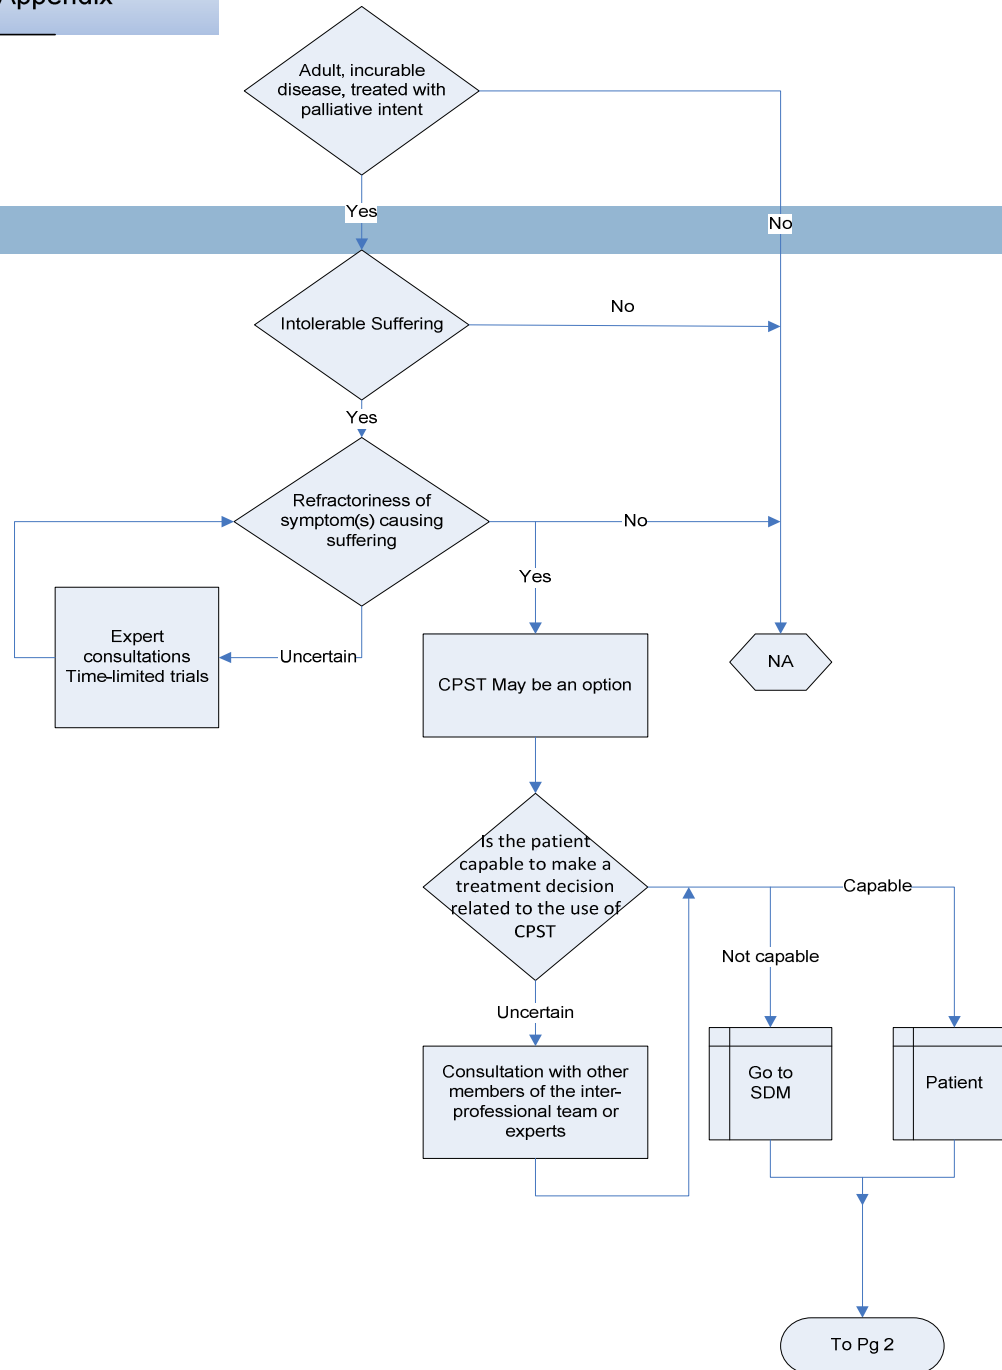 Appendix
Adult, incurable
disease, treated with
palliative intent
Yes
No
Intolerable Suffering
No
Yes
Refractoriness of
symptom(s) causing
suffering
No
Yes
Expert
consultations
Time-limited trials
Uncertain
CPST May be an option
NA
Is the patient
capable to make a
treatment decision
related to the use of
CPST
Capable
Not capable
Uncertain
Consultation with other
members of the inter-
professional team or
experts
Go to
SDM
Patient
To Pg 2